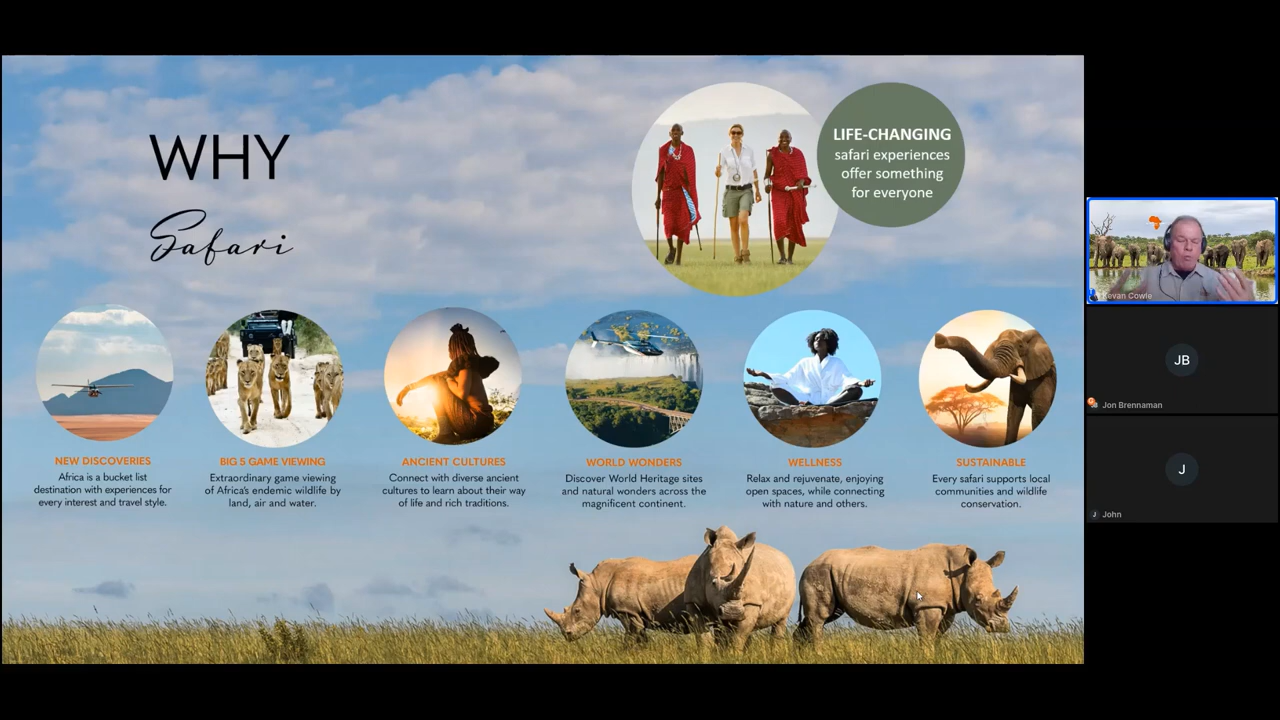 WHY
Safari
LIFE-CHANGING
safari experiences
offer something
for everyone
NEW DISCOVERIES
Africa is a bucket list
destination with experiences for
every interest and travel style.
BIG 5 GAME VIEWING
Extraordinary game viewing
of Africa's endemic wildlife by
land, air and water.
ANCIENT CULTURES
Connect with diverse ancient
cultures to learn about their way
of life and rich traditions.
WORLD WONDERS
Discover World Heritage sites
and natural wonders across the
magnificent continent.
WELLNESS
Relax and rejuvenate, enjoying
open spaces, while connecting
with nature and others.
SUSTAINABLE
Every safari supports local
communities and wildlife
conservation.
Kevan Cowie
JB
Jon Brennaman
J
J John